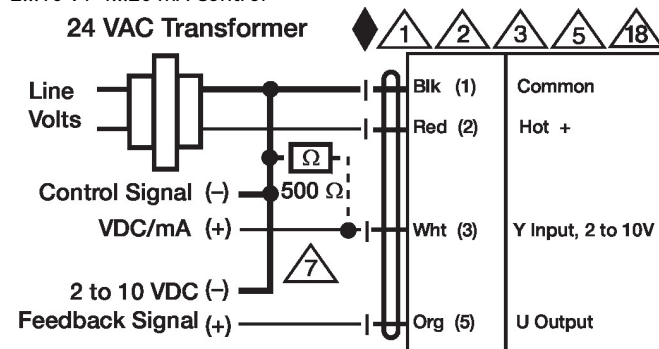 24 VAC Transformer
1 2 3 5 18
Line
Volts
Blk (1) Common
Red (2) Hot +
Ω
Control Signal (–)
500 Ω
VDC/mA (+)
Wht (3) Y Input, 2 to 10V
7
2 to 10 VDC (–)
Feedback Signal (+)
Org (5) U Output